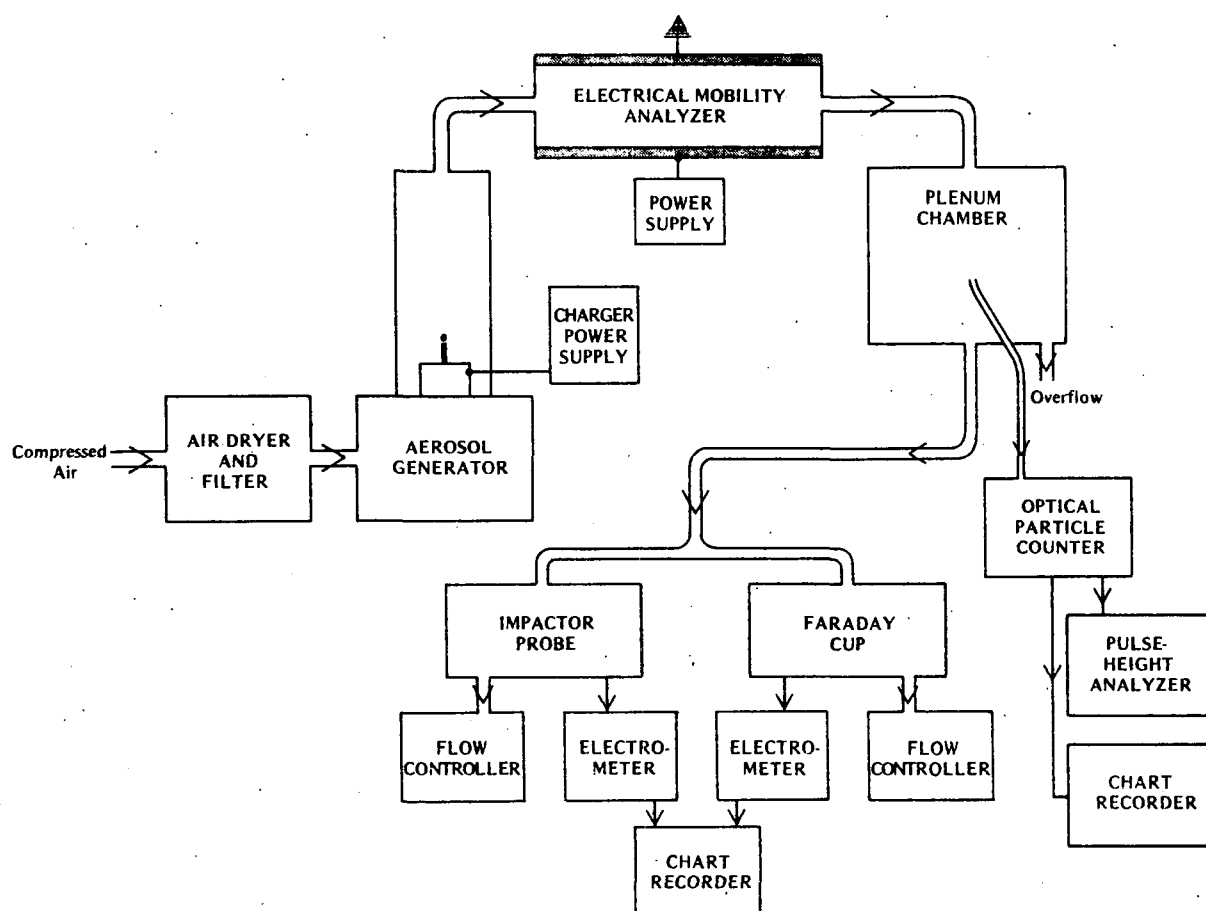 ELECTRICAL MOBILITY
ANALYZER
POWER
SUPPLY
PLENUM
CHAMBER
CHARGER
POWER
SUPPLY
Overflow
Compressed
Air
AIR DRYER
AND
FILTER
AEROSOL
GENERATOR
OPTICAL
PARTICLE
COUNTER
IMPACTOR
PROBE
FARADAY
CUP
PULSE-
HEIGHT
ANALYZER
FLOW
CONTROLLER
ELECTRO-
METER
ELECTRO-
METER
FLOW
CONTROLLER
CHART
RECORDER
CHART
RECORDER